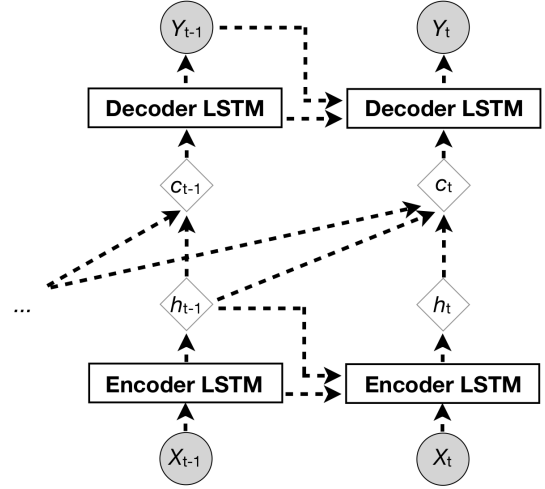 Yt-1 Yt
Decoder LSTM Decoder LSTM
ct-1 ct
...
ht-1 ht
Encoder LSTM Encoder LSTM
Xt-1 Xt